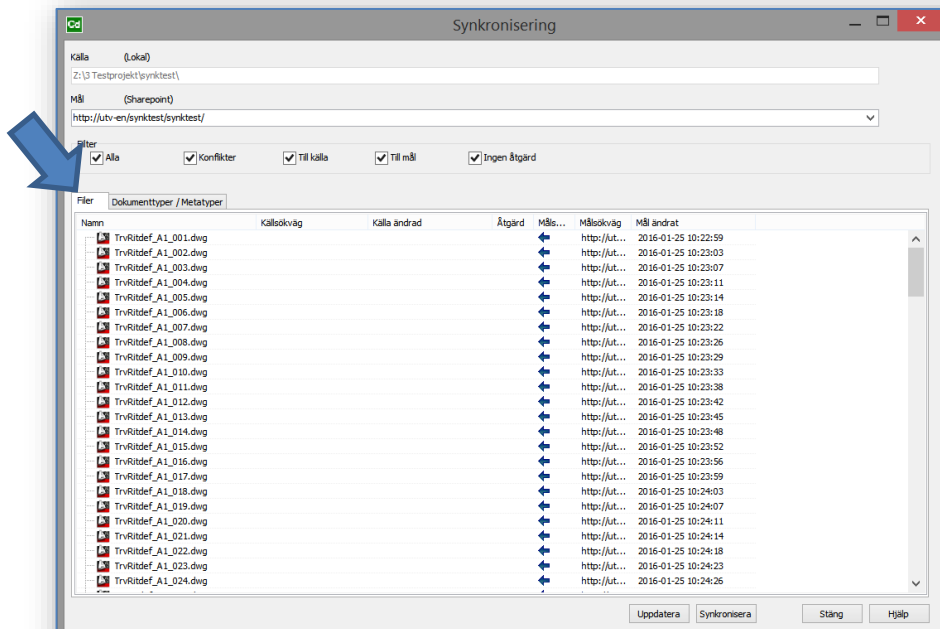 Cd Synkronisering
Källa (Lokal)
Z:\3 Testprojekt\synktest\
Mål (Sharepoint)
http://utv-en/synktest/synktest/
Filter
Alla Konflikter Till källa Till mål Ingen åtgärd
Filer Dokumenttyper / Metatyper
Namn Källsökväg Källa ändrad Åtgärd Måls... Målsökväg Mål ändrat
TrvRitdef_A1_001.dwg http://ut... 2016-01-25 10:22:59
TrvRitdef_A1_002.dwg http://ut... 2016-01-25 10:23:03
TrvRitdef_A1_003.dwg http://ut... 2016-01-25 10:23:07
TrvRitdef_A1_004.dwg http://ut... 2016-01-25 10:23:11
TrvRitdef_A1_005.dwg http://ut... 2016-01-25 10:23:14
TrvRitdef_A1_006.dwg http://ut... 2016-01-25 10:23:18
TrvRitdef_A1_007.dwg http://ut... 2016-01-25 10:23:22
TrvRitdef_A1_008.dwg http://ut... 2016-01-25 10:23:26
TrvRitdef_A1_009.dwg http://ut... 2016-01-25 10:23:29
TrvRitdef_A1_010.dwg http://ut... 2016-01-25 10:23:33
TrvRitdef_A1_011.dwg http://ut... 2016-01-25 10:23:38
TrvRitdef_A1_012.dwg http://ut... 2016-01-25 10:23:42
TrvRitdef_A1_013.dwg http://ut... 2016-01-25 10:23:45
TrvRitdef_A1_014.dwg http://ut... 2016-01-25 10:23:48
TrvRitdef_A1_015.dwg http://ut... 2016-01-25 10:23:52
TrvRitdef_A1_016.dwg http://ut... 2016-01-25 10:23:56
TrvRitdef_A1_017.dwg http://ut... 2016-01-25 10:23:59
TrvRitdef_A1_018.dwg http://ut... 2016-01-25 10:24:03
TrvRitdef_A1_019.dwg http://ut... 2016-01-25 10:24:07
TrvRitdef_A1_020.dwg http://ut... 2016-01-25 10:24:11
TrvRitdef_A1_021.dwg http://ut... 2016-01-25 10:24:14
TrvRitdef_A1_022.dwg http://ut... 2016-01-25 10:24:18
TrvRitdef_A1_023.dwg http://ut... 2016-01-25 10:24:23
TrvRitdef_A1_024.dwg http://ut... 2016-01-25 10:24:26
Uppdatera Synkronisera Stäng Hjälp